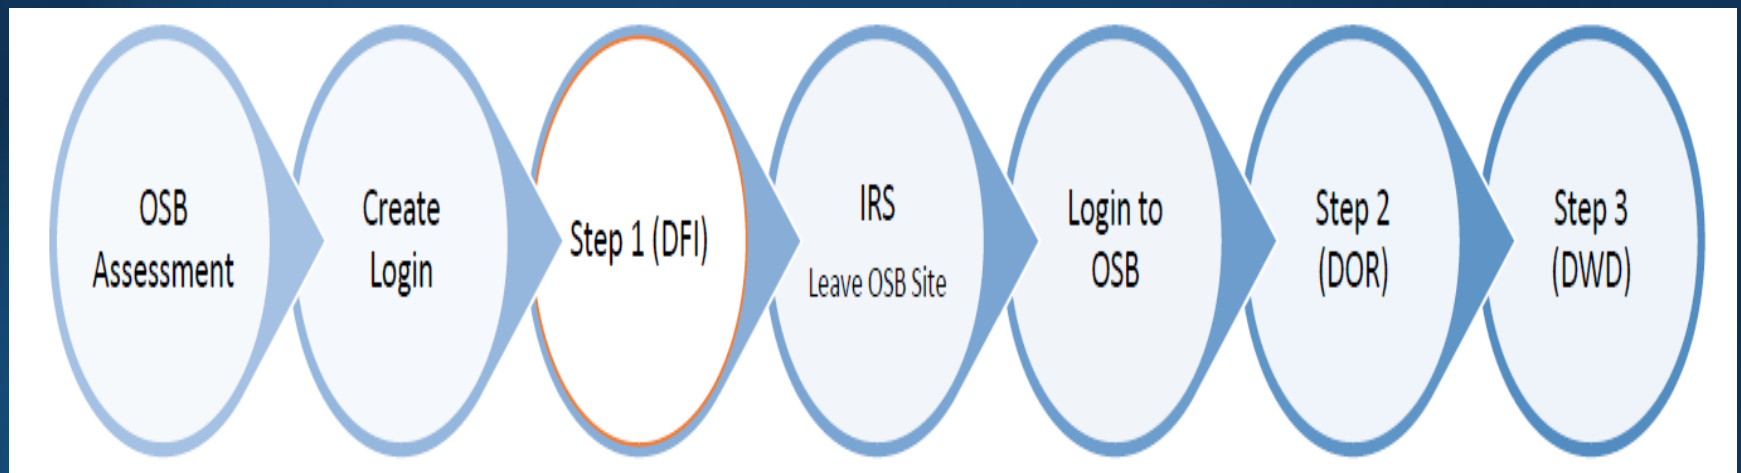 OSB
Assessment
Create
Login
Step 1 (DFI)
IRS
Leave OSB Site
Login to
OSB
Step 2
(DOR)
Step 3
(DWD)